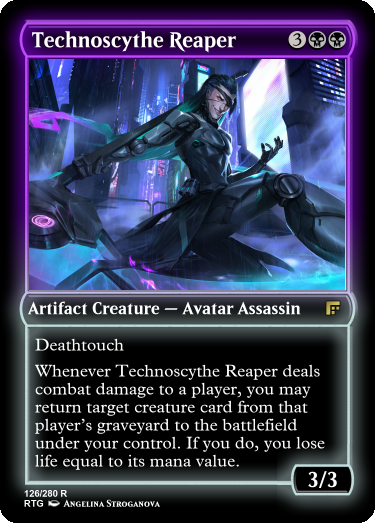 Technoscythe Reaper 3
Artifact Creature — Avatar Assassin
Deathtouch
Whenever Technoscythe Reaper deals
combat damage to a player, you may
return target creature card from that
player's graveyard to the battlefield
under your control. If you do, you lose
life equal to its mana value.
3/3
126/280 R
RTG Angelina Stroganova